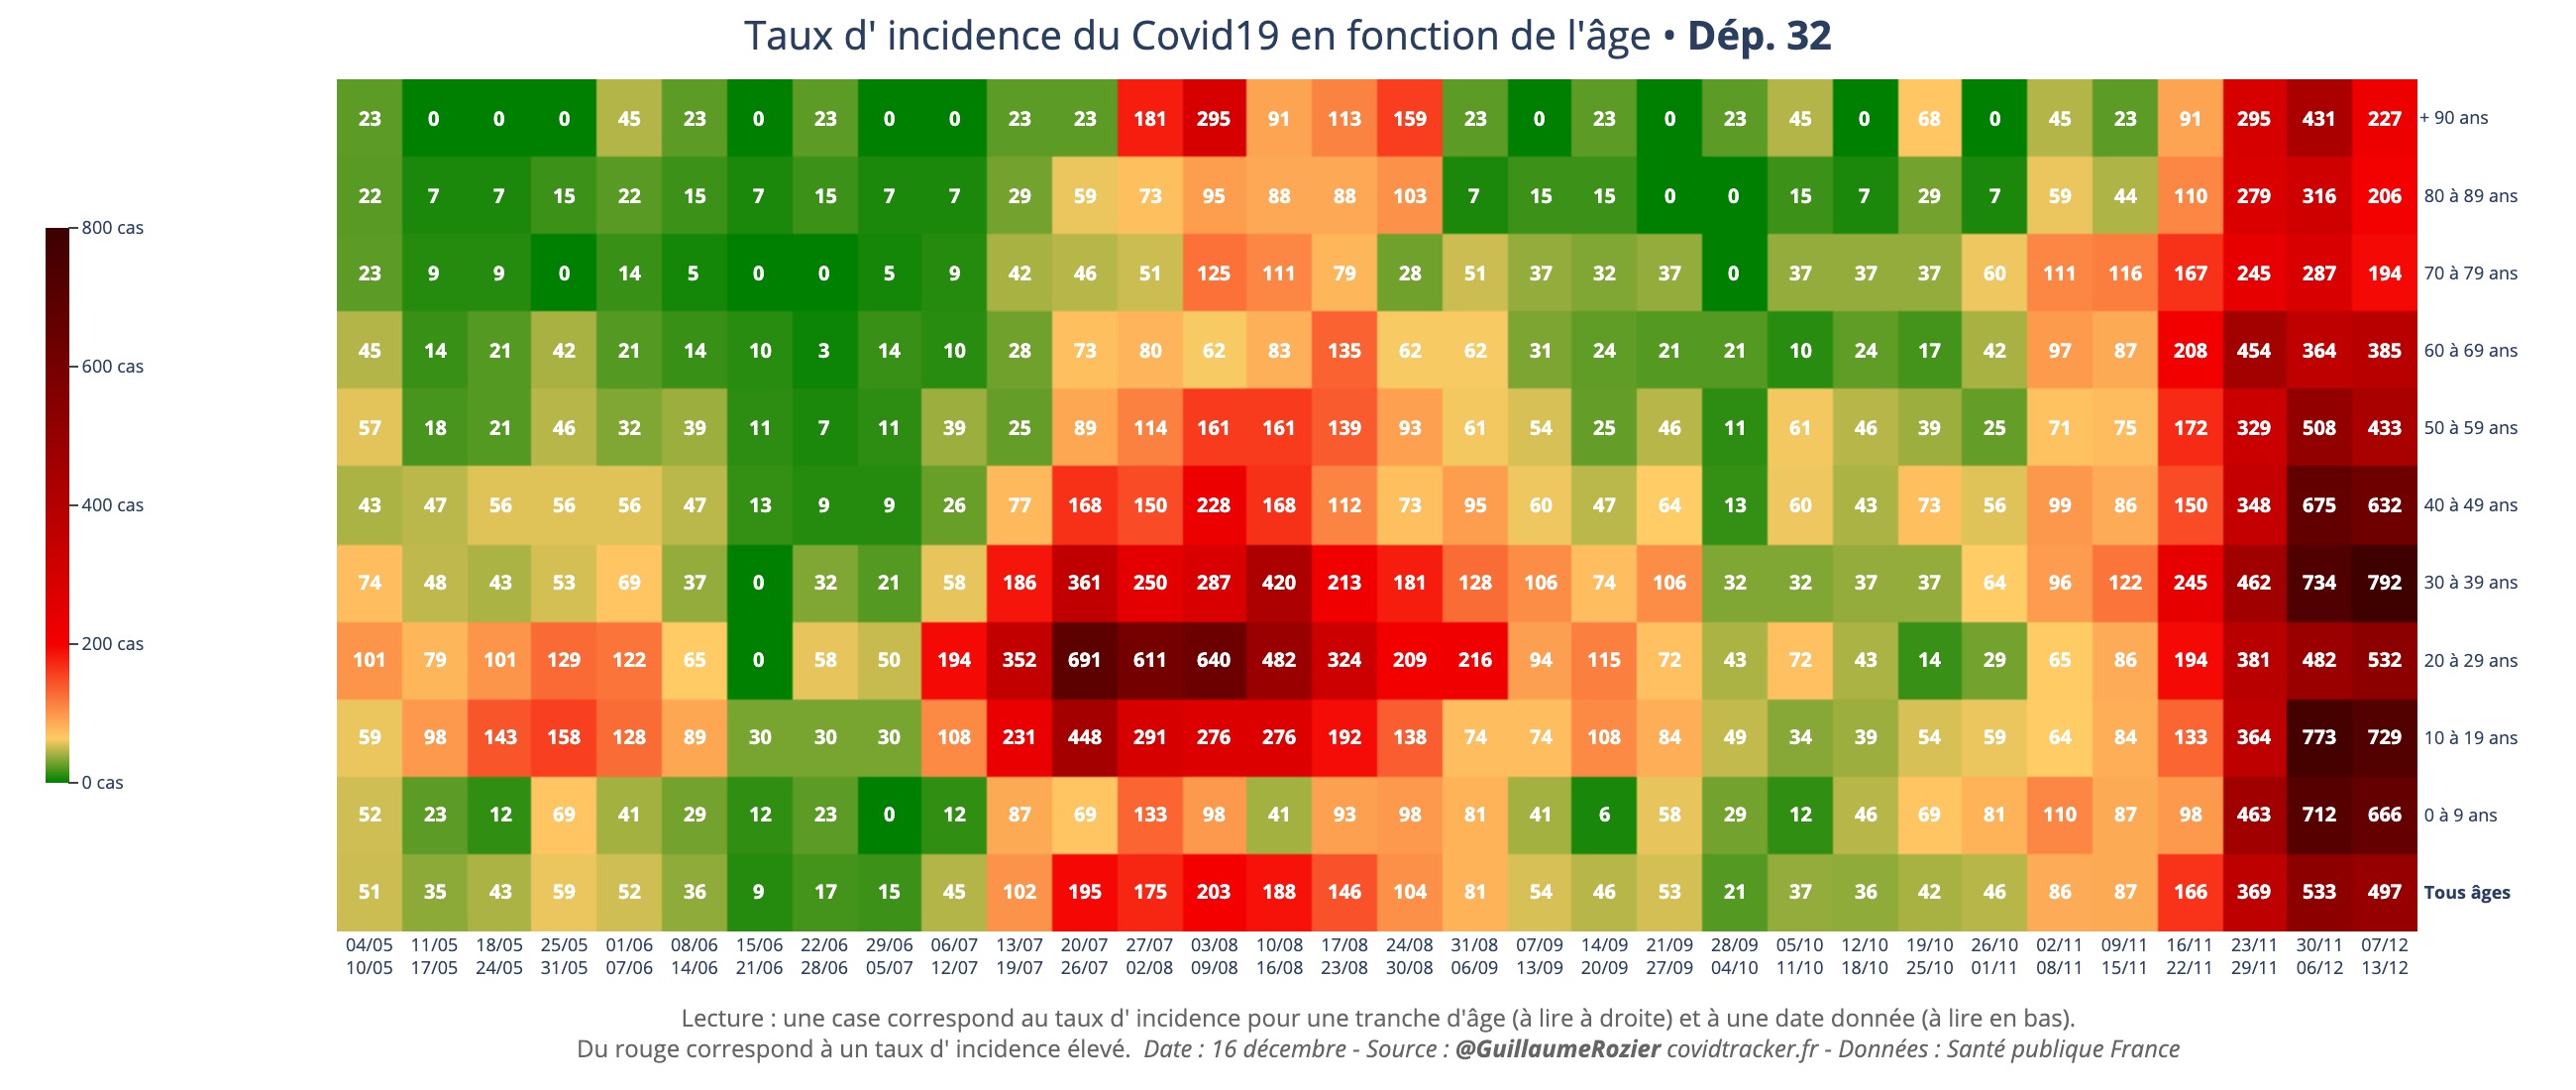 Taux d' incidence du Covid19 en fonction de l'âge • Dép. 32
23 0 0 0 45 23 0 23 0 0 23 23 181 295 91 113 159 23 0 23 0 23 45 0 68 0 45 23 91 295 431 227 + 90 ans
22 7 7 15 22 15 7 15 7 7 29 59 73 95 88 88 103 7 15 15 0 0 15 7 29 7 59 44 110 279 316 206 80 à 89 ans
800 cas
23 9 9 0 14 5 0 0 5 9 42 46 51 125 111 79 28 51 37 32 37 0 37 37 37 60 111 116 167 245 287 194 70 à 79 ans
45 14 21 42 21 14 10 3 14 10 28 73 80 62 83 135 62 62 31 24 21 21 10 24 17 42 97 87 208 454 364 385 60 à 69 ans
600 cas
57 18 21 46 32 39 11 7 11 39 25 89 114 161 161 139 93 61 54 25 46 11 61 46 39 25 71 75 172 329 508 433 50 à 59 ans
400 cas
43 47 56 56 56 47 13 9 9 26 77 168 150 228 168 112 73 95 60 47 64 13 60 43 73 56 99 86 150 348 675 632 40 à 49 ans
74 48 43 53 69 37 0 32 21 58 186 361 250 287 420 213 181 128 106 74 106 32 32 37 37 64 96 122 245 462 734 792 30 à 39 ans
200 cas
101 79 101 129 122 65 0 58 50 194 352 691 611 640 482 324 209 216 94 115 72 43 72 43 14 29 65 86 194 381 482 532 20 à 29 ans
59 98 143 158 128 89 30 30 30 108 231 448 291 276 276 192 138 74 74 108 84 49 34 39 54 59 64 84 133 364 773 729 10 à 19 ans
0 cas
52 23 12 69 41 29 12 23 0 12 87 69 133 98 41 93 98 81 41 6 58 29 12 46 69 81 110 87 98 463 712 666 0 à 9 ans
51 35 43 59 52 36 9 17 15 45 102 195 175 203 188 146 104 81 54 46 53 21 37 36 42 46 86 87 166 369 533 497 Tous âges
04/05 11/05 18/05 25/05 01/06 08/06 15/06 22/06 29/06 06/07 13/07 20/07 27/07 03/08 10/08 17/08 24/08 31/08 07/09 14/09 21/09 28/09 05/10 12/10 19/10 26/10 02/11 09/11 16/11 23/11 30/11 07/12
10/05 17/05 24/05 31/05 07/06 14/06 21/06 28/06 05/07 12/07 19/07 26/07 02/08 09/08 16/08 23/08 30/08 06/09 13/09 20/09 27/09 04/10 11/10 18/10 25/10 01/11 08/11 15/11 22/11 29/11 06/12 13/12
Lecture : une case correspond au taux d' incidence pour une tranche d'âge (à lire à droite) et à une date donnée (à lire en bas).
Du rouge correspond à un taux d' incidence élevé. Date : 16 décembre - Source : @GuillaumeRozier covidtracker.fr - Données : Santé publique France